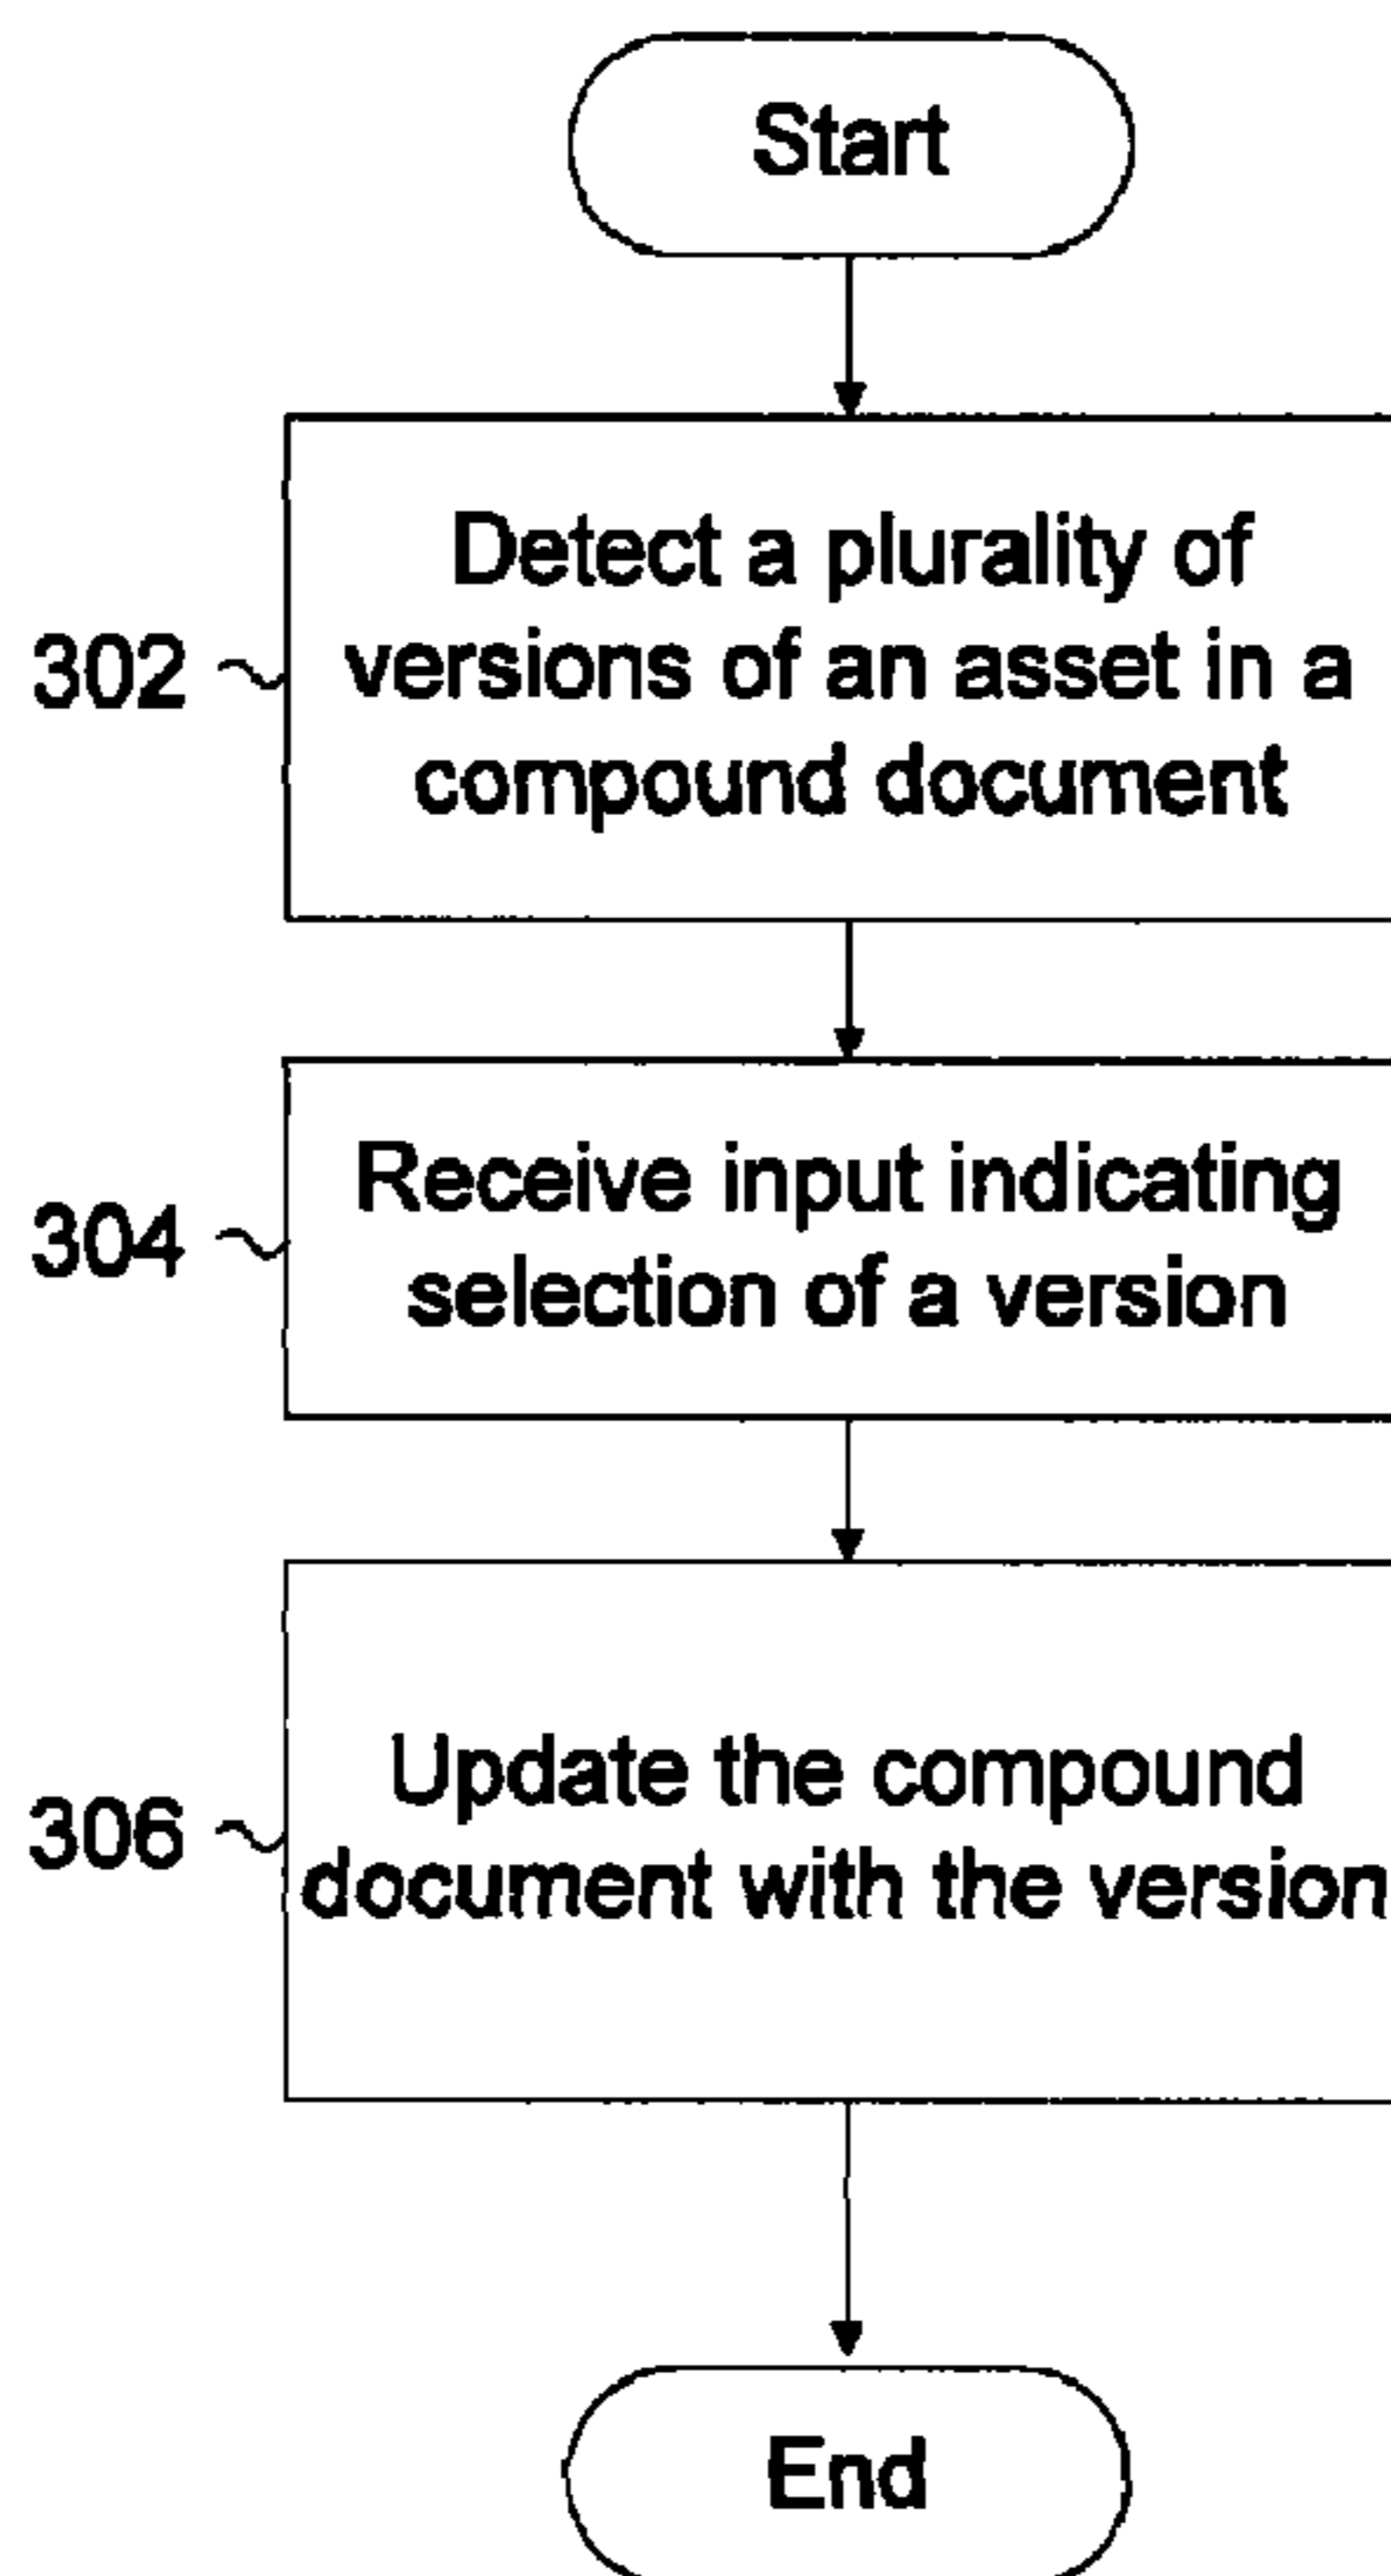 Start
302
Detect a plurality of
versions of an asset in a
compound document
304
Receive input indicating
selection of a version
306
Update the compound
document with the version
End